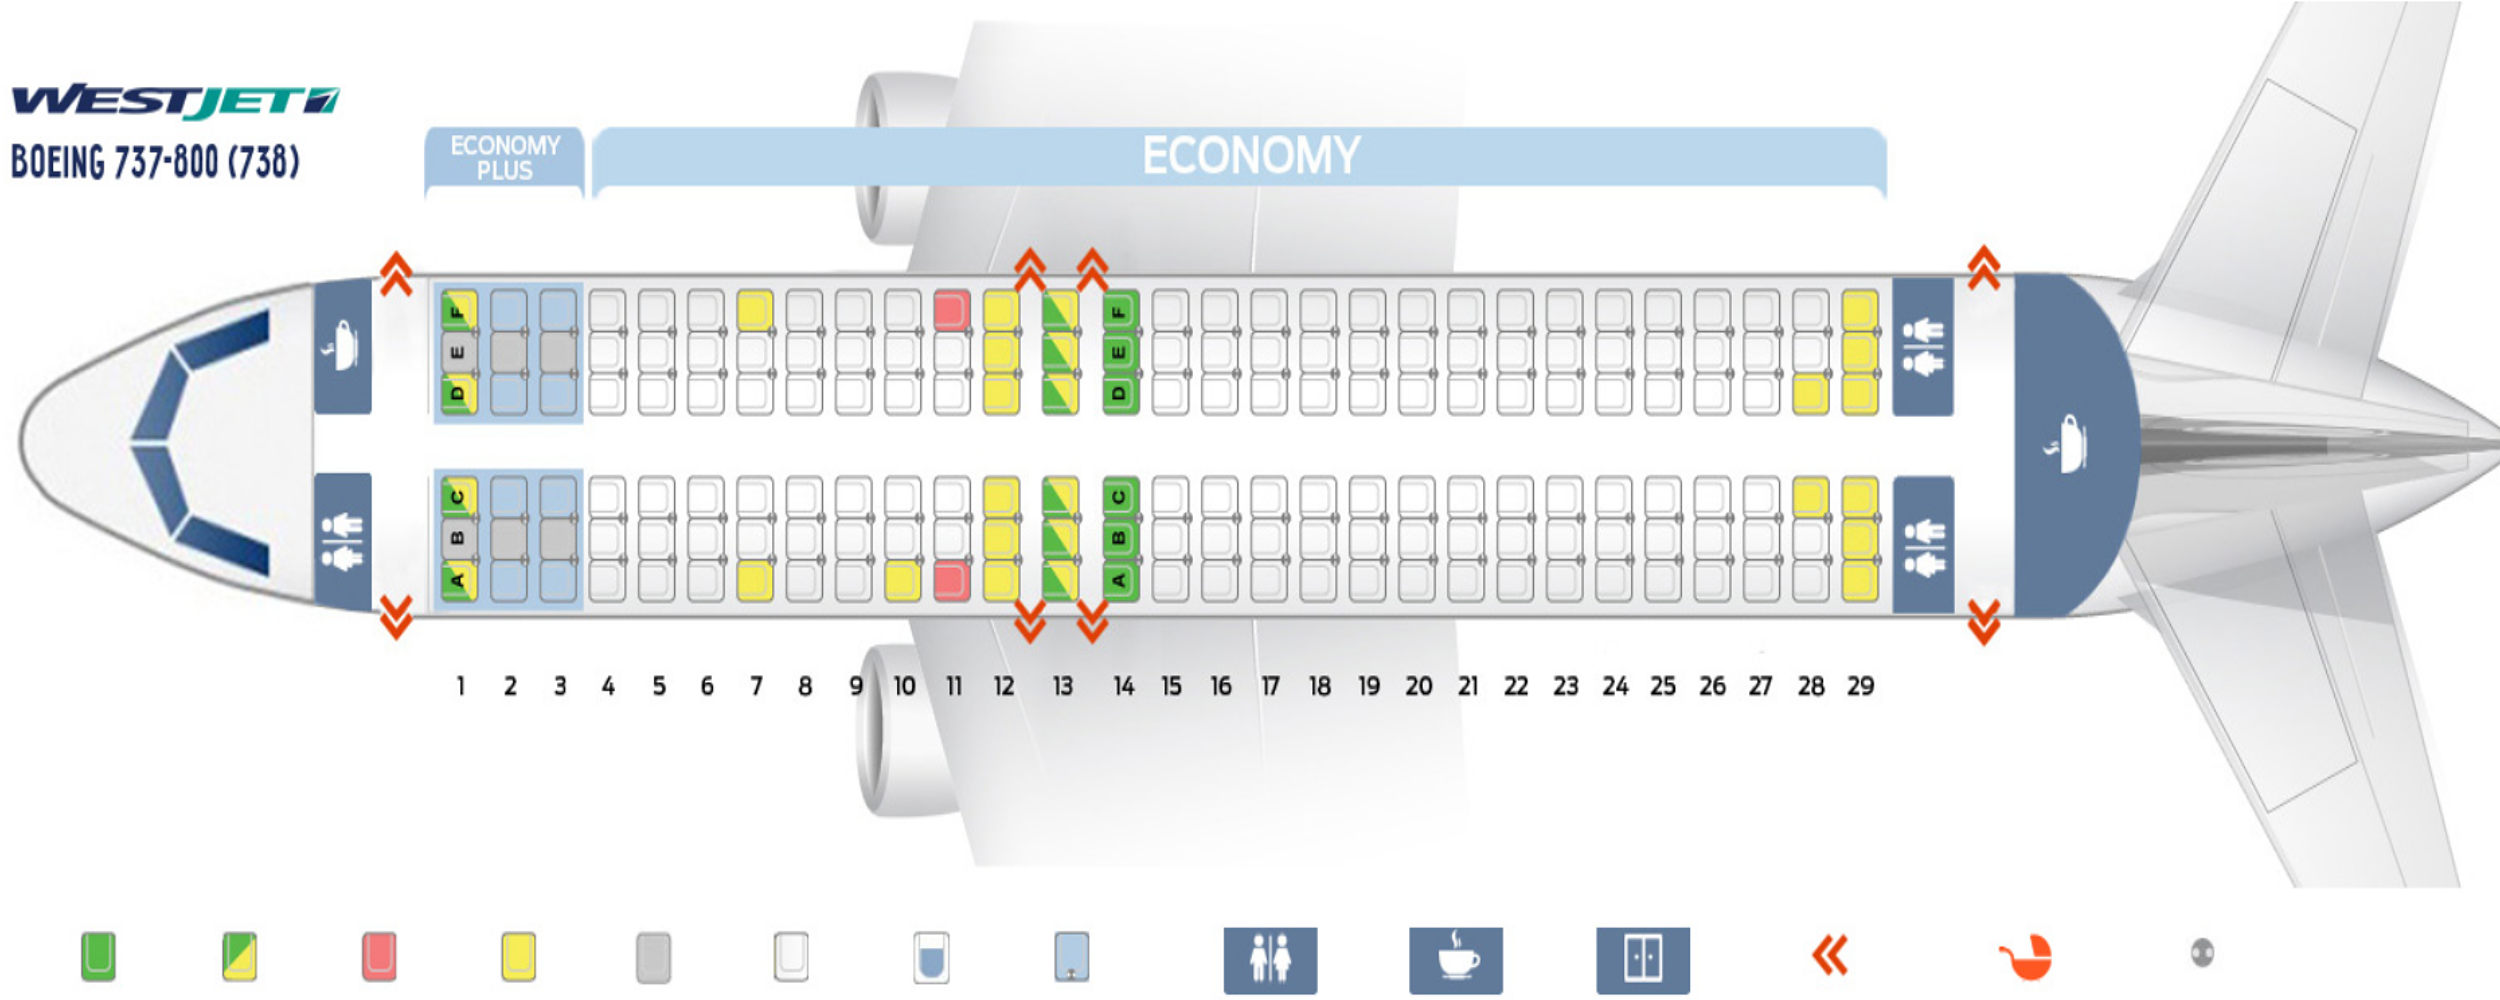 WESTJET
BOEING 737-800 (738)
ECONOMY
PLUS
ECONOMY
F F
E E
D D
C C
B B
A A
1 2 3 4 5 6 7 8 9 10 11 12 13 14 15 16 17 18 19 20 21 22 23 24 25 26 27 28 29